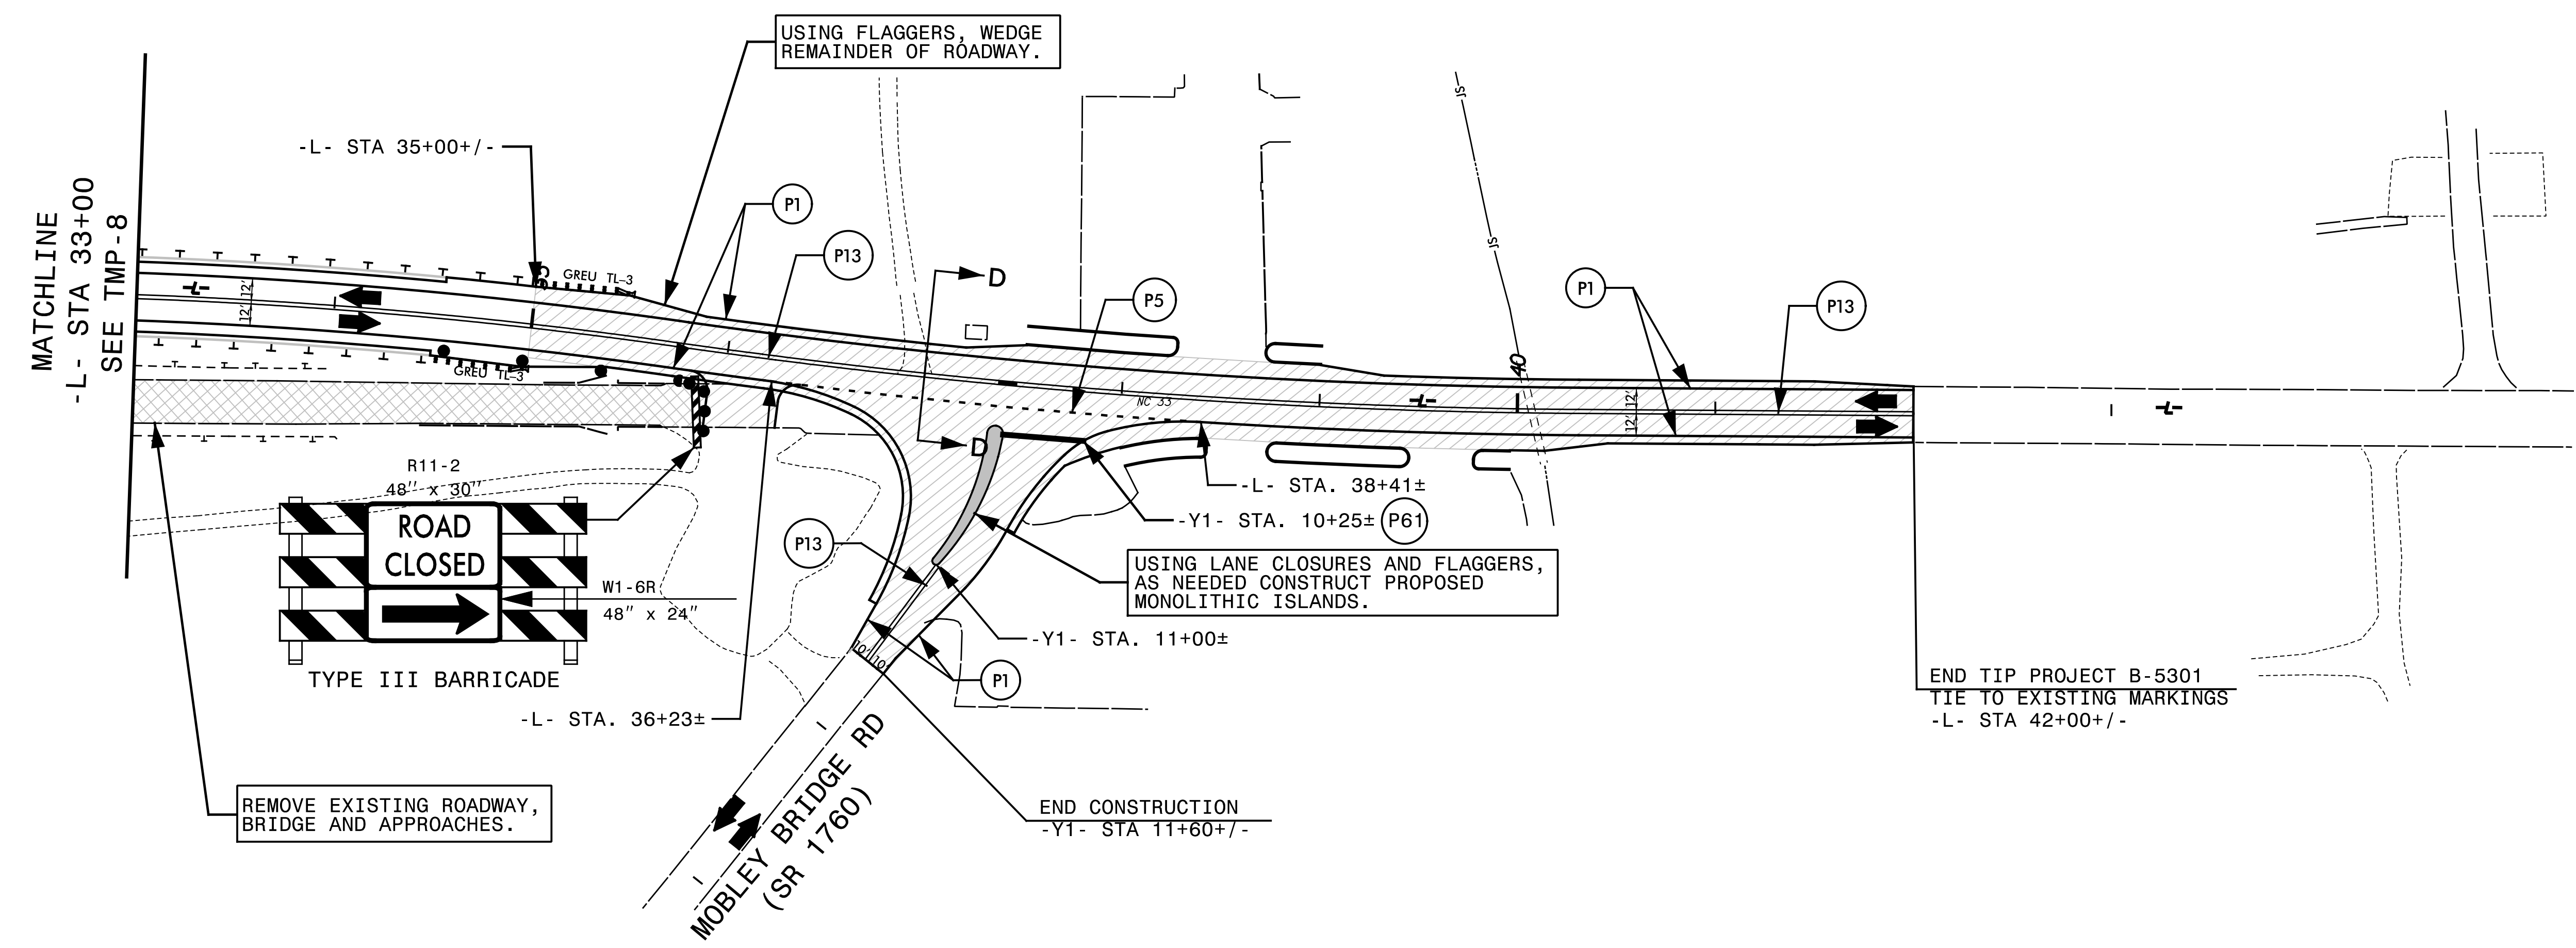 USING FLAGGERS, WEDGE
REMAINDER OF ROADWAY.
-L- STA 35+00+/-
MATCHLINE
-L- STA 33+00
SEE TMP-8
GREU TL-3
35
P1
P13
D
P5
P1
P13
JS
JS
-L-
12'
12'
GREU TL-3
NC 33
-L-
40
12'
12'
-L-
D
R11-2
48" x 30"
ROAD
CLOSED
W1-6R
48" x 24"
TYPE III BARRICADE
-L- STA. 36+23±
P13
-L- STA. 38+41±
-Y1- STA. 10+25±
P61
USING LANE CLOSURES AND FLAGGERS,
AS NEEDED CONSTRUCT PROPOSED
MONOLITHIC ISLANDS.
-Y1- STA. 11+00±
10'
10'
P1
END TIP PROJECT B-5301
TIE TO EXISTING MARKINGS
-L- STA 42+00+/-
REMOVE EXISTING ROADWAY,
BRIDGE AND APPROACHES.
MOBLEY BRIDGE RD
(SR 1760)
END CONSTRUCTION
-Y1- STA 11+60+/-